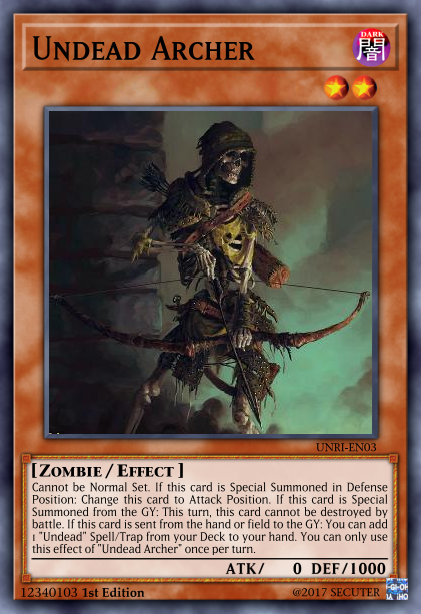 UNDEAD ARCHER
DARK
闇
UNRI-EN03
[ZOMBIE / EFFECT ]
Cannot be Normal Set. If this card is Special Summoned in Defense
Position: Change this card to Attack Position. If this card is Special
Summoned from the GY: This turn, this card cannot be destroyed by
battle. If this card is sent from the hand or field to the GY: You can add
1 "Undead" Spell/Trap from your Deck to your hand. You can only use
this effect of "Undead Archer" once per turn.
ATK/ 0 DEF/1000
12340103 1st Edition
©2017 SECUTER